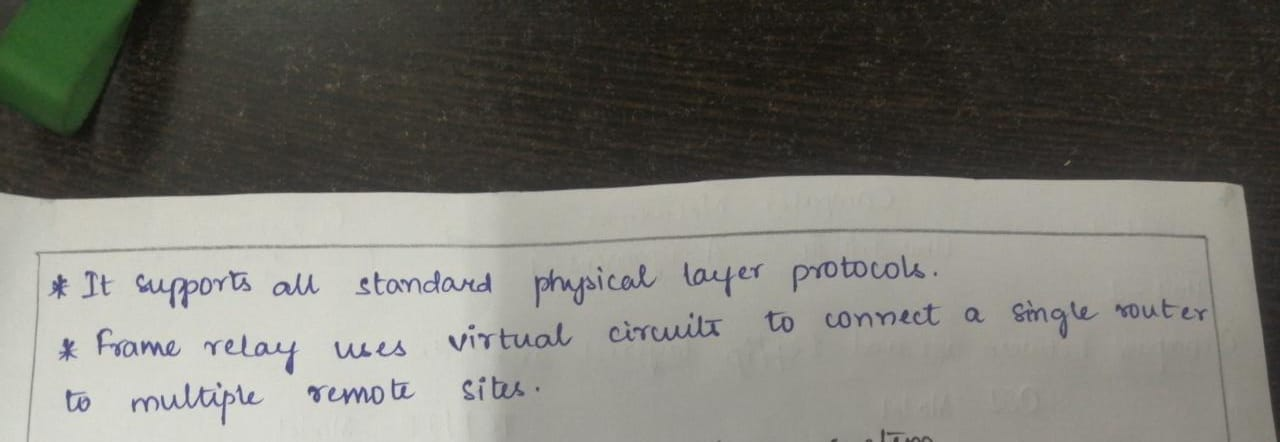 * It supports all standard physical layer protocols.
* Frame relay uses virtual circuits to connect a single router
to multiple remote sites.